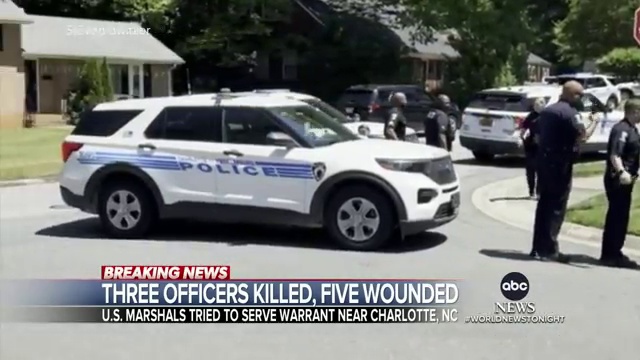 POLICE
BREAKING NEWS
THREE OFFICERS KILLED, FIVE WOUNDED
U.S. MARSHALS TRIED TO SERVE WARRANT NEAR CHARLOTTE, NC
abc
NEWS
#WORLDNEWSTONIGHT